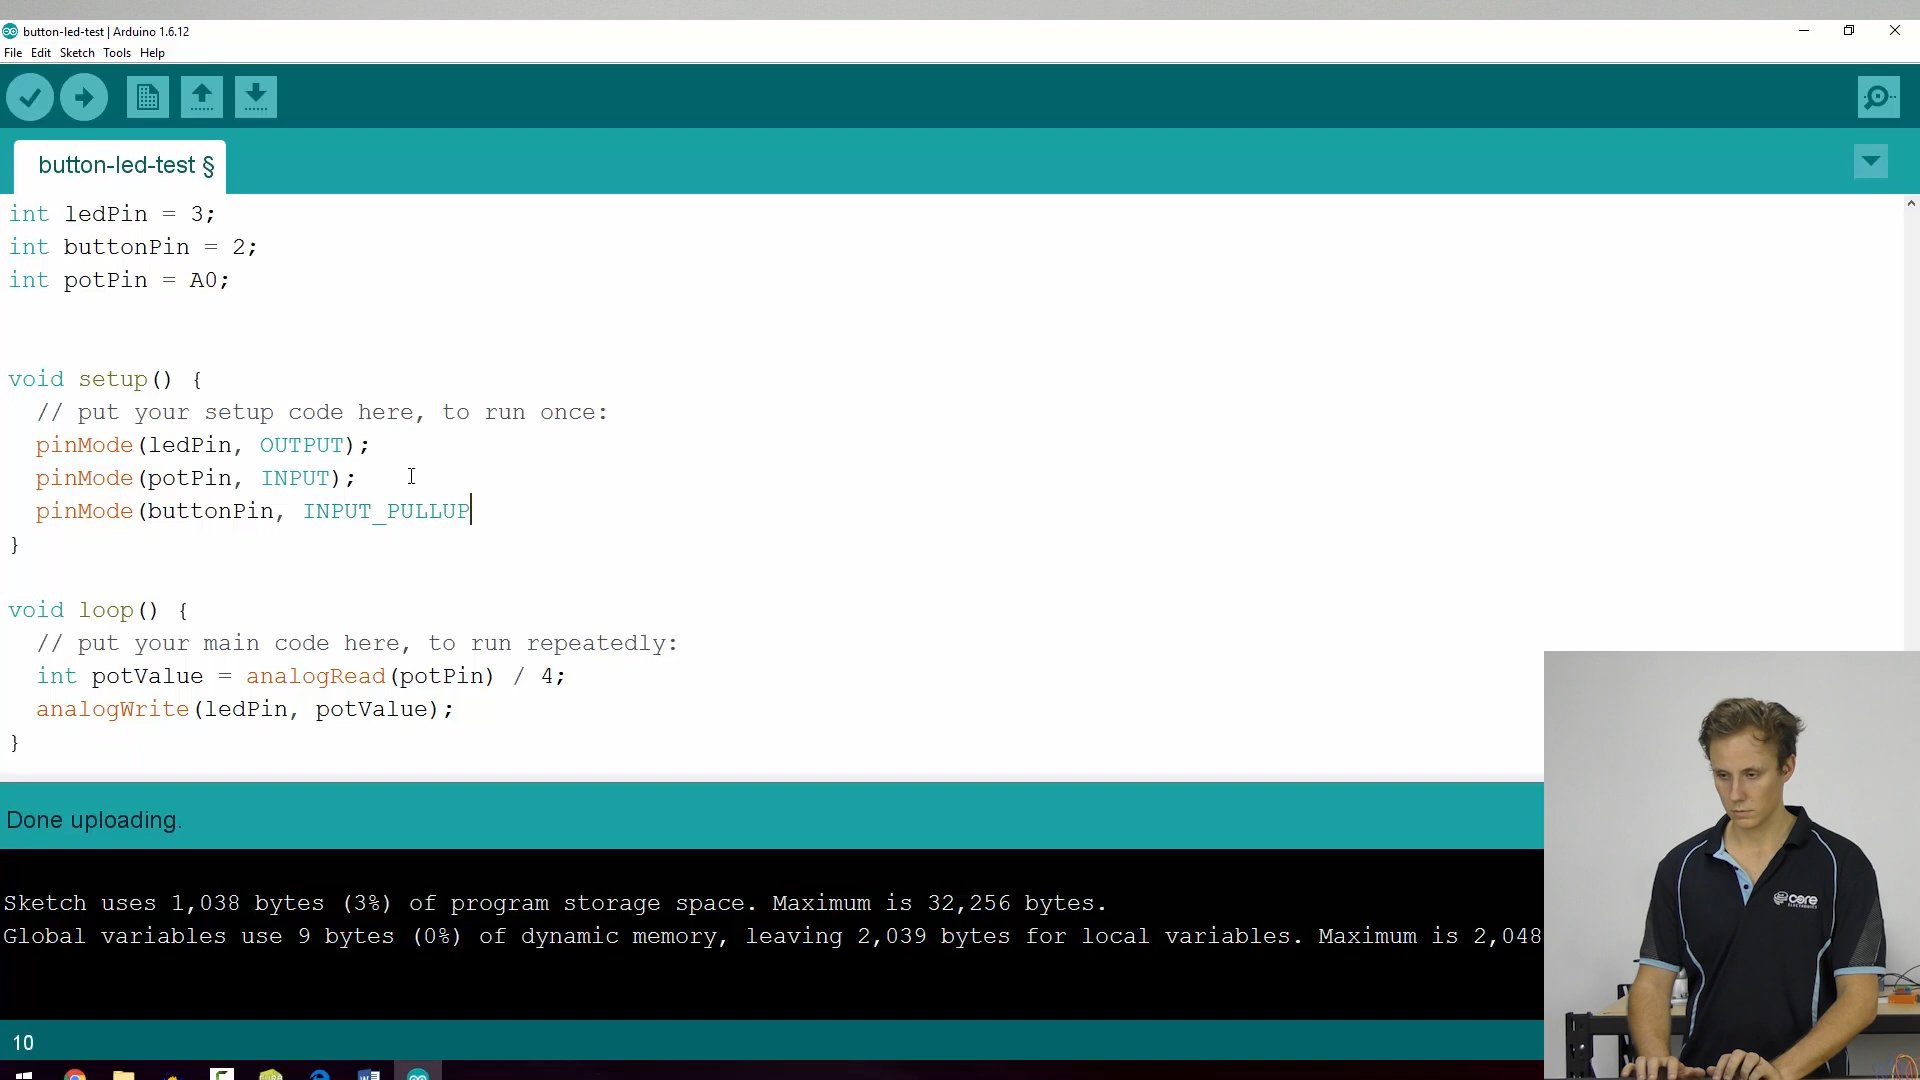 button-led-test | Arduino 1.6.12
File Edit Sketch Tools Help
button-led-test §
int ledPin = 3;
int buttonPin = 2;
int potPin = A0;
void setup() {
// put your setup code here, to run once:
pinMode(ledPin, OUTPUT);
pinMode(potPin, INPUT);
pinMode(buttonPin, INPUT_PULLUP
}
void loop() {
// put your main code here, to run repeatedly:
int potValue = analogRead(potPin) / 4;
analogWrite(ledPin, potValue);
}
Done uploading.
Sketch uses 1,038 bytes (3%) of program storage space. Maximum is 32,256 bytes.
Global variables use 9 bytes (0%) of dynamic memory, leaving 2,039 bytes for local variables. Maximum is 2,048
10
core
ELECTRONICS